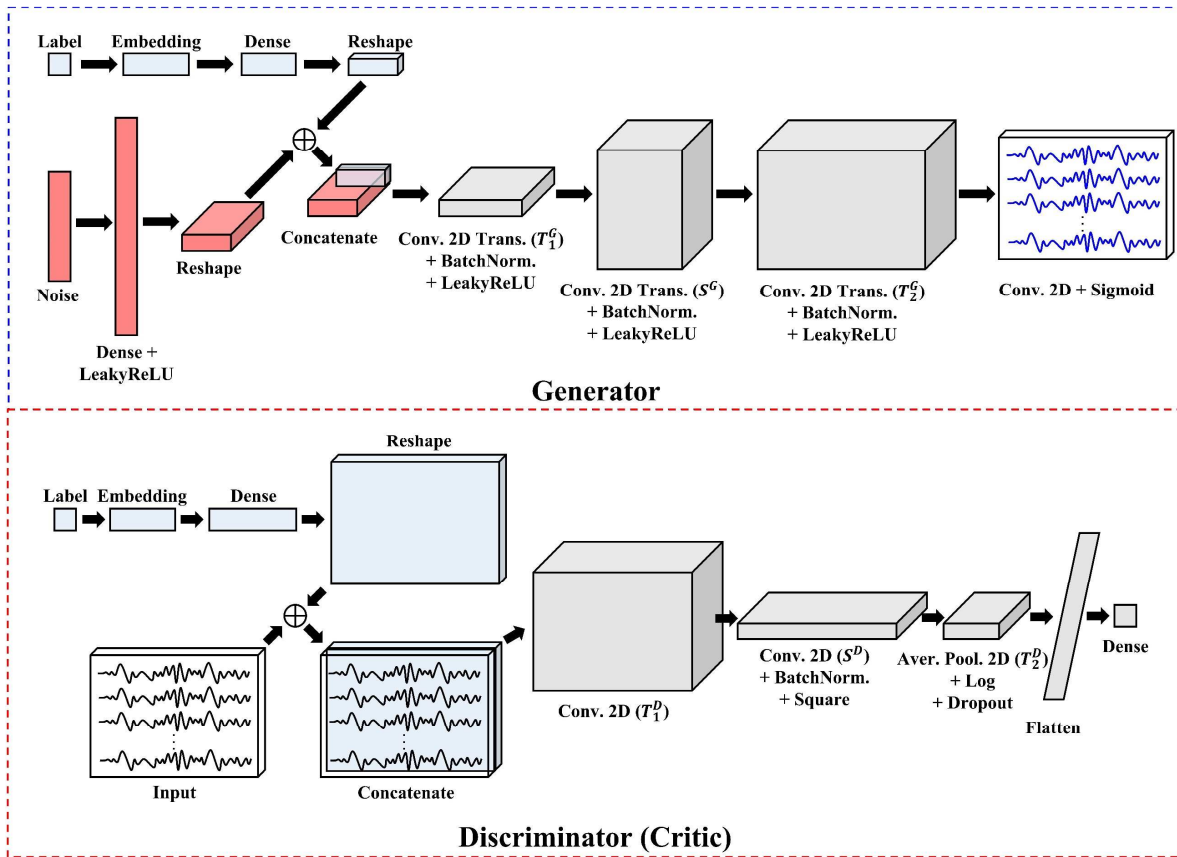 Label Embedding Dense Reshape
Noise
Dense +
LeakyReLU
Reshape
Concatenate
Conv. 2D Trans. (T₁ᴳ)
+ BatchNorm.
+ LeakyReLU
Conv. 2D Trans. (Sᴳ)
+ BatchNorm.
+ LeakyReLU
Conv. 2D Trans. (T₂ᴳ)
+ BatchNorm.
+ LeakyReLU
Conv. 2D + Sigmoid
Generator
Label Embedding Dense
Reshape
Input
Concatenate
Conv. 2D (T₁ᴰ)
Conv. 2D (Sᴰ)
+ BatchNorm.
+ Square
Aver. Pool. 2D (T₂ᴰ)
+ Log
+ Dropout
Flatten
Dense
Discriminator (Critic)